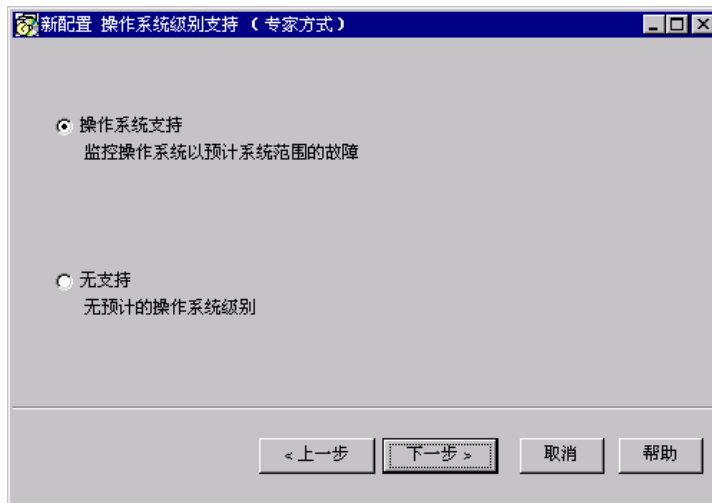 新配置 操作系统级别支持 （专家方式）
操作系统支持
监控操作系统以预计系统范围的故障
无支持
无预计的操作系统级别
<上一步
下一步>
取消
帮助